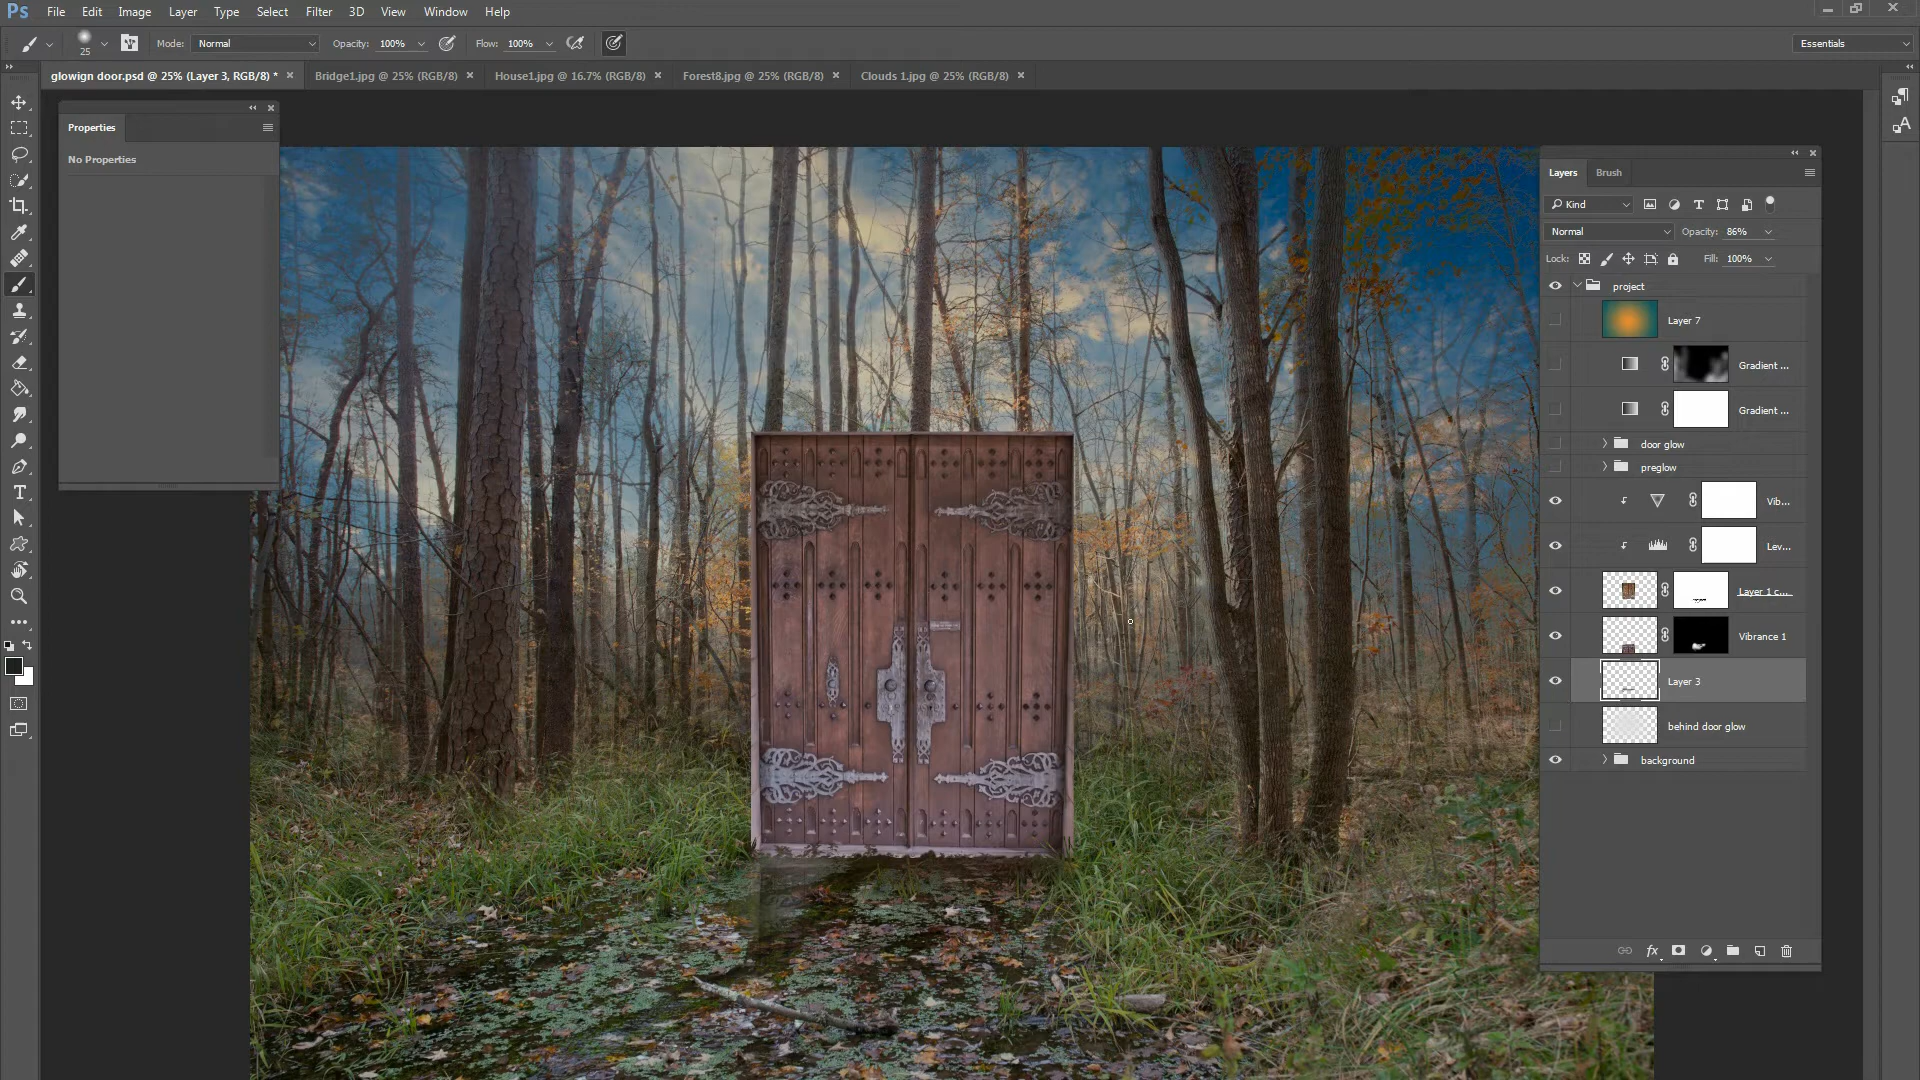 Ps File Edit Image Layer Type Select Filter 3D View Window Help
25 Mode: Normal Opacity: 100% Flow: 100% Essentials
glowign door.psd @ 25% (Layer 3, RGB/8) * Bridge1.jpg @ 25% (RGB/8) House1.jpg @ 16.7% (RGB/8) Forest8.jpg @ 25% (RGB/8) Clouds 1.jpg @ 25% (RGB/8)
Properties
No Properties
Layers Brush
Kind
Normal Opacity: 86%
Lock: Fill: 100%
project
Layer 7
Gradient ...
Gradient ...
door glow
preglow
Vib...
Lev...
Layer 1 c...
Vibrance 1
Layer 3
behind door glow
background
fx